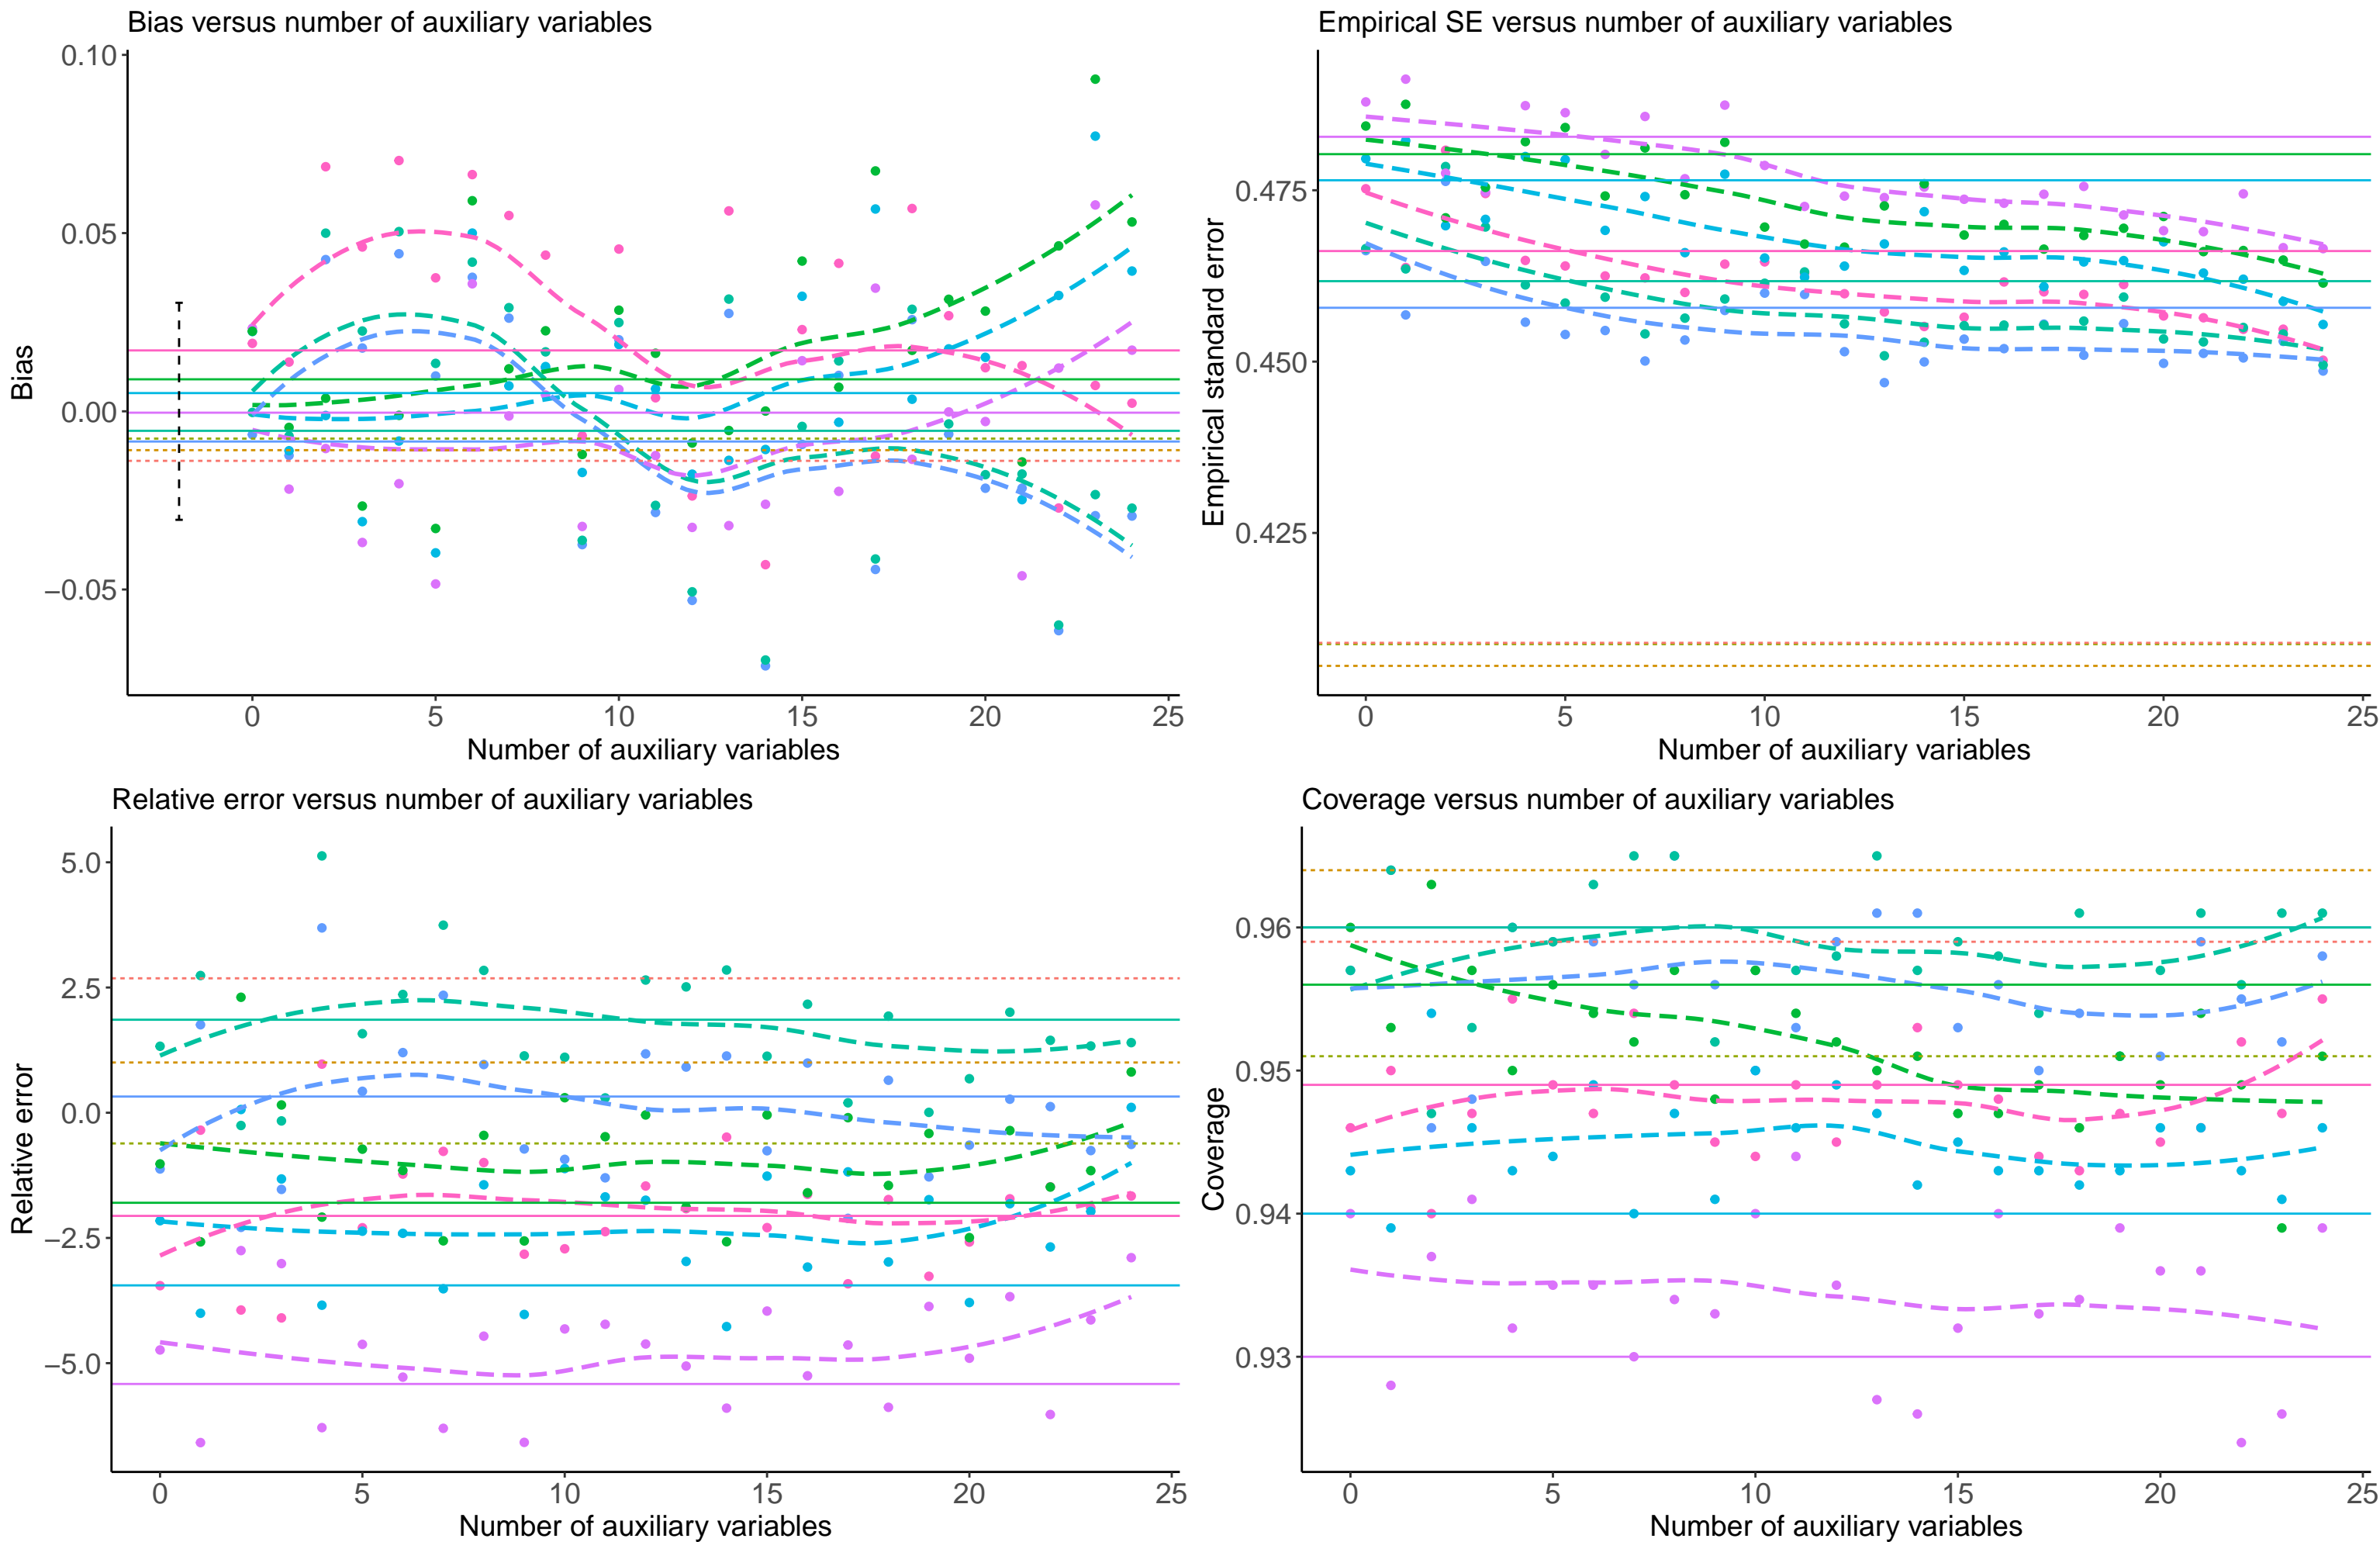 Bias versus number of auxiliary variables
0.10
0.05
0.00
−0.05
Bias
0 5 10 15 20 25
Number of auxiliary variables
Empirical SE versus number of auxiliary variables
0.475
0.450
0.425
Empirical standard error
0 5 10 15 20 25
Number of auxiliary variables
Relative error versus number of auxiliary variables
5.0
2.5
0.0
−2.5
−5.0
Relative error
0 5 10 15 20 25
Number of auxiliary variables
Coverage versus number of auxiliary variables
0.96
0.95
0.94
0.93
Coverage
0 5 10 15 20 25
Number of auxiliary variables